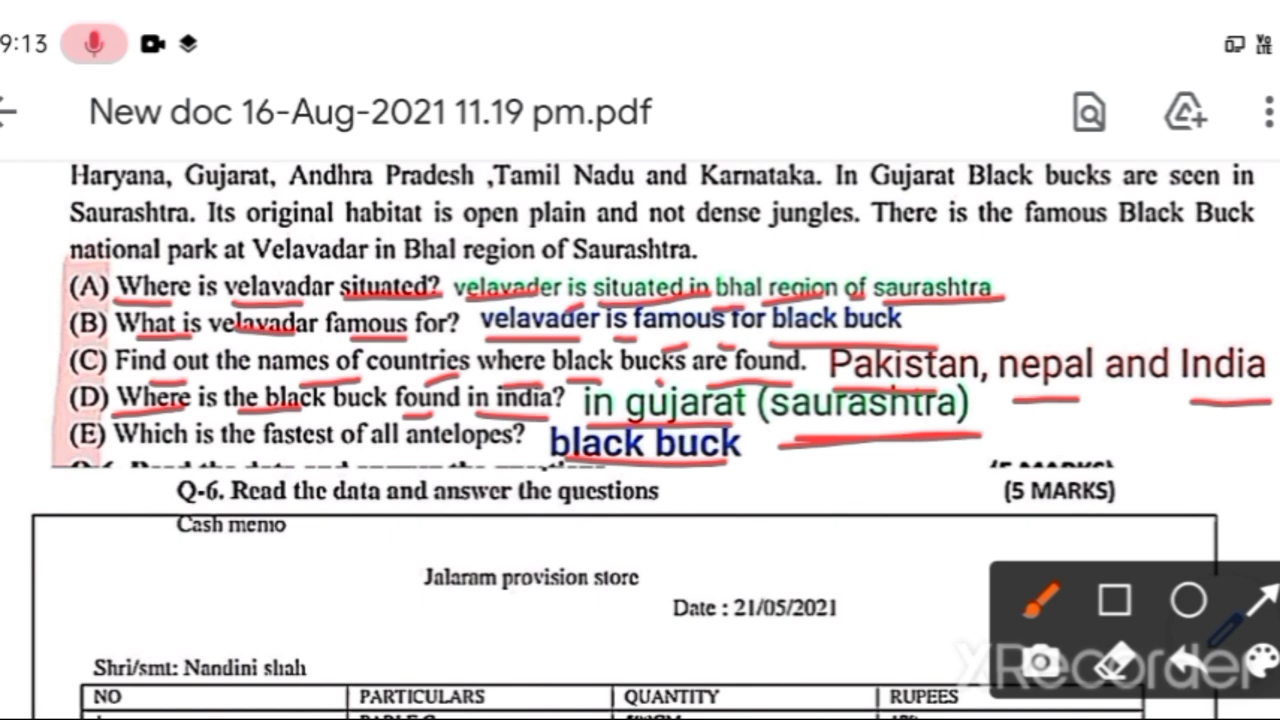 9:13
Vo LTE
New doc 16-Aug-2021 11.19 pm.pdf
Haryana, Gujarat, Andhra Pradesh ,Tamil Nadu and Karnataka. In Gujarat Black bucks are seen in
Saurashtra. Its original habitat is open plain and not dense jungles. There is the famous Black Buck
national park at Velavadar in Bhal region of Saurashtra.
(A) Where is velavadar situated? velavader is situated in bhal region of saurashtra
(B) What is velavadar famous for? velavader is famous for black buck
(C) Find out the names of countries where black bucks are found. Pakistan, nepal and India
(D) Where is the black buck found in india? in gujarat (saurashtra)
(E) Which is the fastest of all antelopes? black buck
Q-6. Read the data and answer the questions (5 MARKS)
Cash memo
Jalaram provision store
Date : 21/05/2021
Shri/smt: Nandini shah
NO PARTICULARS QUANTITY RUPEES
XRecorder